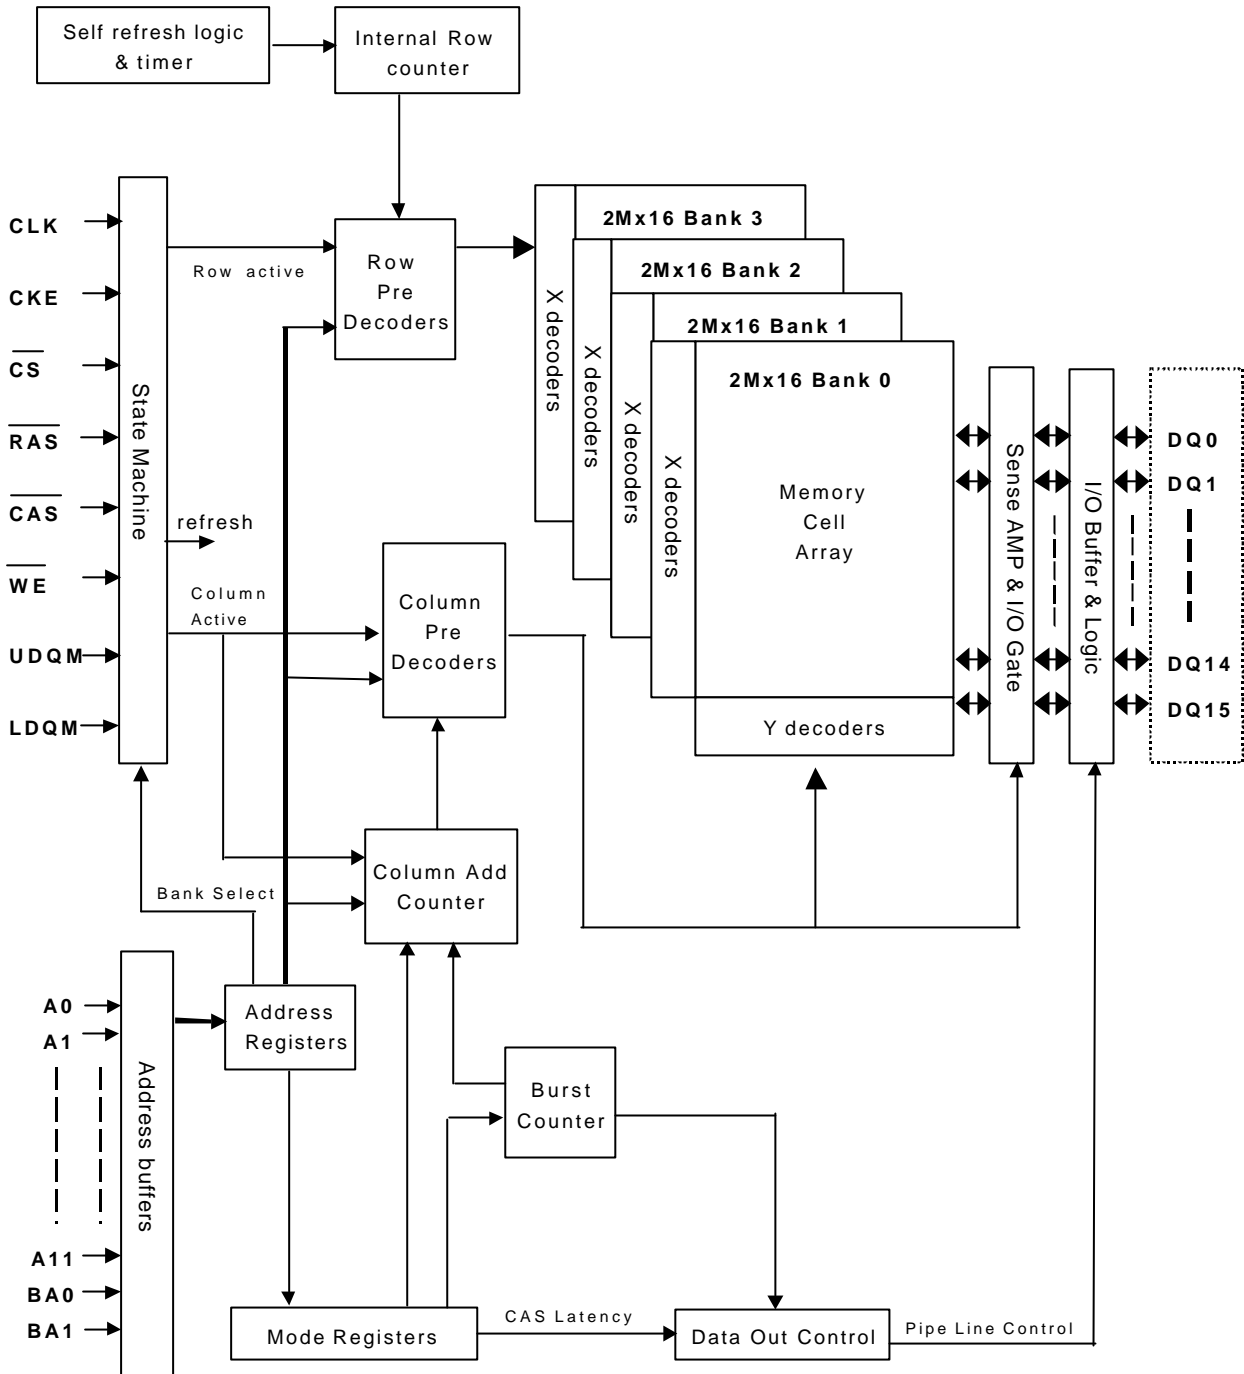 Self refresh logic
& timer
Internal Row
counter
CLK
CKE
CS
RAS
CAS
WE
UDQM
LDQM
State Machine
Row active
refresh
Column
Active
Bank Select
Row
Pre
Decoders
Column
Pre
Decoders
Column Add
Counter
2Mx16 Bank 3
2Mx16 Bank 2
2Mx16 Bank 1
2Mx16 Bank 0
X decoders
X decoders
X decoders
X decoders
Memory
Cell
Array
Y decoders
Sense AMP & I/O Gate
I/O Buffer & Logic
DQ0
DQ1
DQ14
DQ15
A0
A1
A11
BA0
BA1
Address buffers
Address
Registers
Burst
Counter
Mode Registers
CAS Latency
Data Out Control
Pipe Line Control